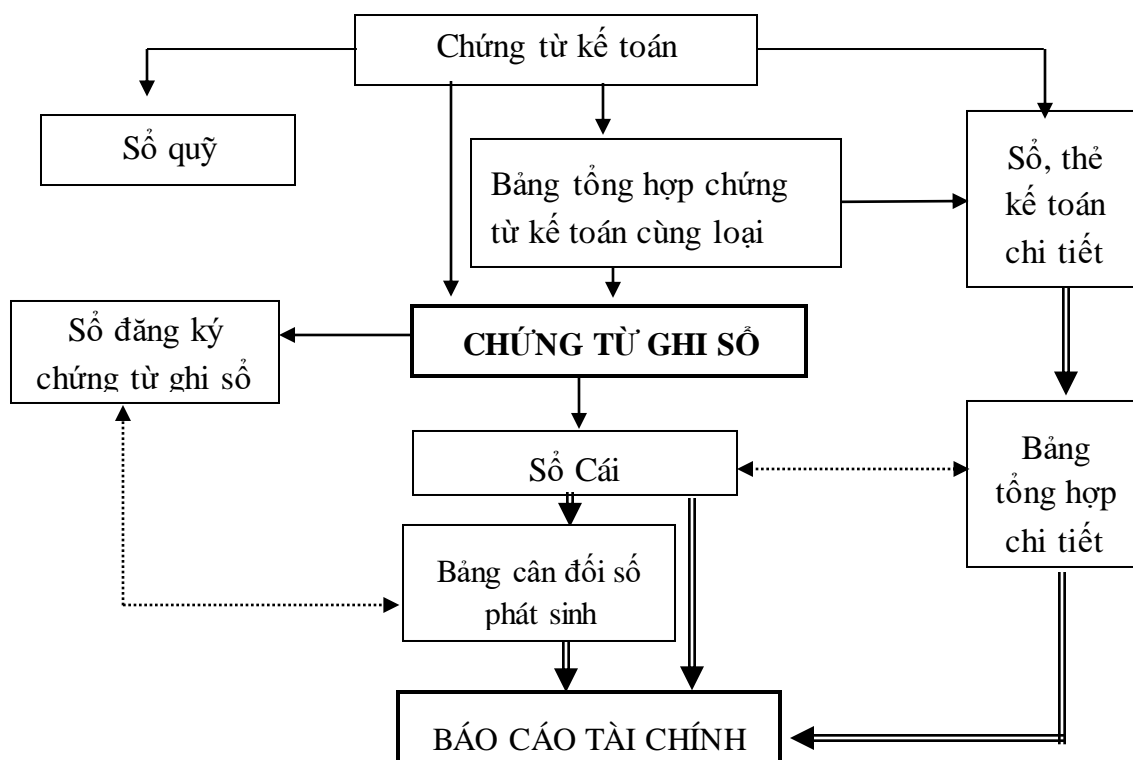 Chứng từ kế toán
Sổ quỹ
Bảng tổng hợp chứng
từ kế toán cùng loại
Sổ, thẻ
kế toán
chi tiết
Sổ đăng ký
chứng từ ghi sổ
CHỨNG TỪ GHI SỔ
Sổ Cái
Bảng
tổng hợp
chi tiết
Bảng cân đối số
phát sinh
BÁO CÁO TÀI CHÍNH